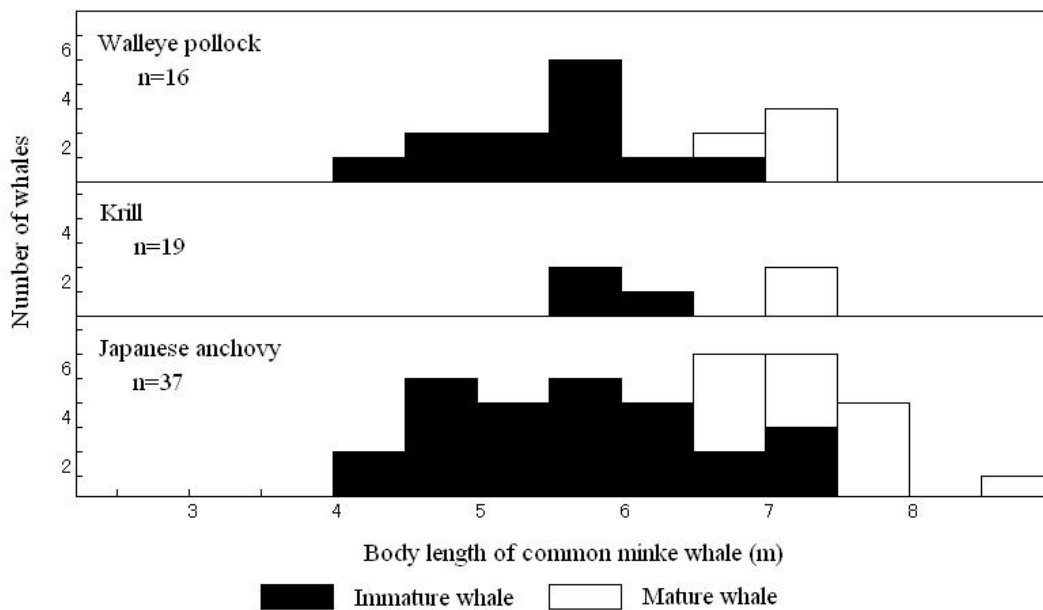 Number of whales
Walleye pollock
n=16
6
4
2
Krill
n=19
4
2
Japanese anchovy
n=37
6
4
2
3 4 5 6 7 8
Body length of common minke whale (m)
Immature whale Mature whale